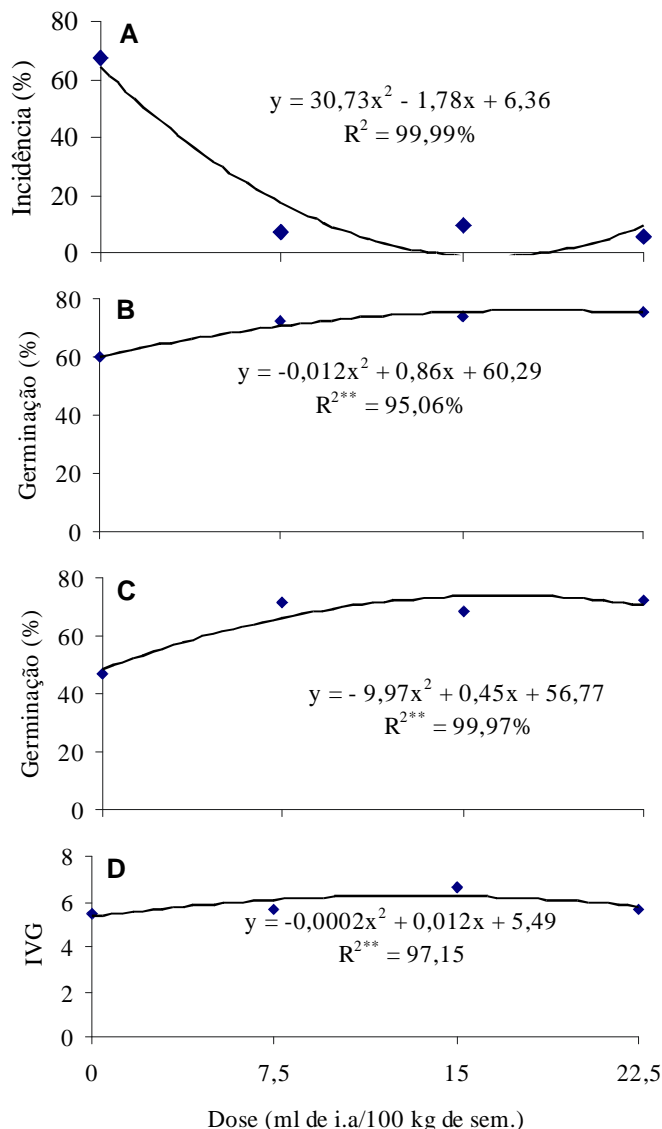 A
80
60
40
20
0
Incidência (%)
y = 30,73x² - 1,78x + 6,36
R² = 99,99%
B
80
60
40
20
0
Germinação (%)
y = -0,012x² + 0,86x + 60,29
R²** = 95,06%
C
80
60
40
20
0
Germinação (%)
y = - 9,97x² + 0,45x + 56,77
R²** = 99,97%
D
8
6
4
2
0
IVG
y = -0,0002x² + 0,012x + 5,49
R²** = 97,15
0 7,5 15 22,5
Dose (ml de i.a/100 kg de sem.)